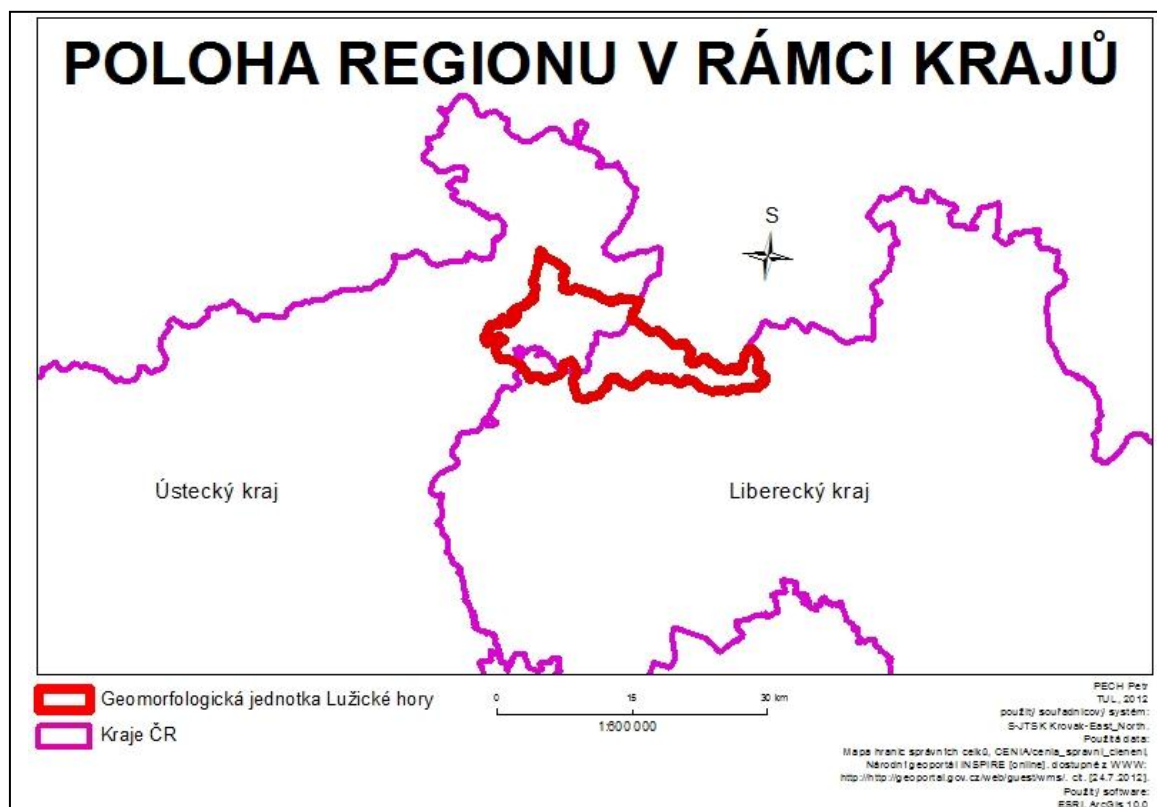 POLOHA REGIONU V RÁMCI KRAJŮ
S
Ústecký kraj
Liberecký kraj
Geomorfologická jednotka Lužické hory
Kraje ČR
0 15 30 km
1:600 000
PECH Petr
TUL, 2012
použitý souřadnicový systém:
S-JTSK Krovak-East_North.
Použitá data:
Mapa hranic správních celků, CENIA/cenia_spravni_cleneni,
Národní geoportál INSPIRE [online]. dostupné z WWW:
http://http://geoportal.gov.cz/web/guest/wms/. cit. [24.7.2012].
Použitý software:
ESRI, ArcGis 10.0